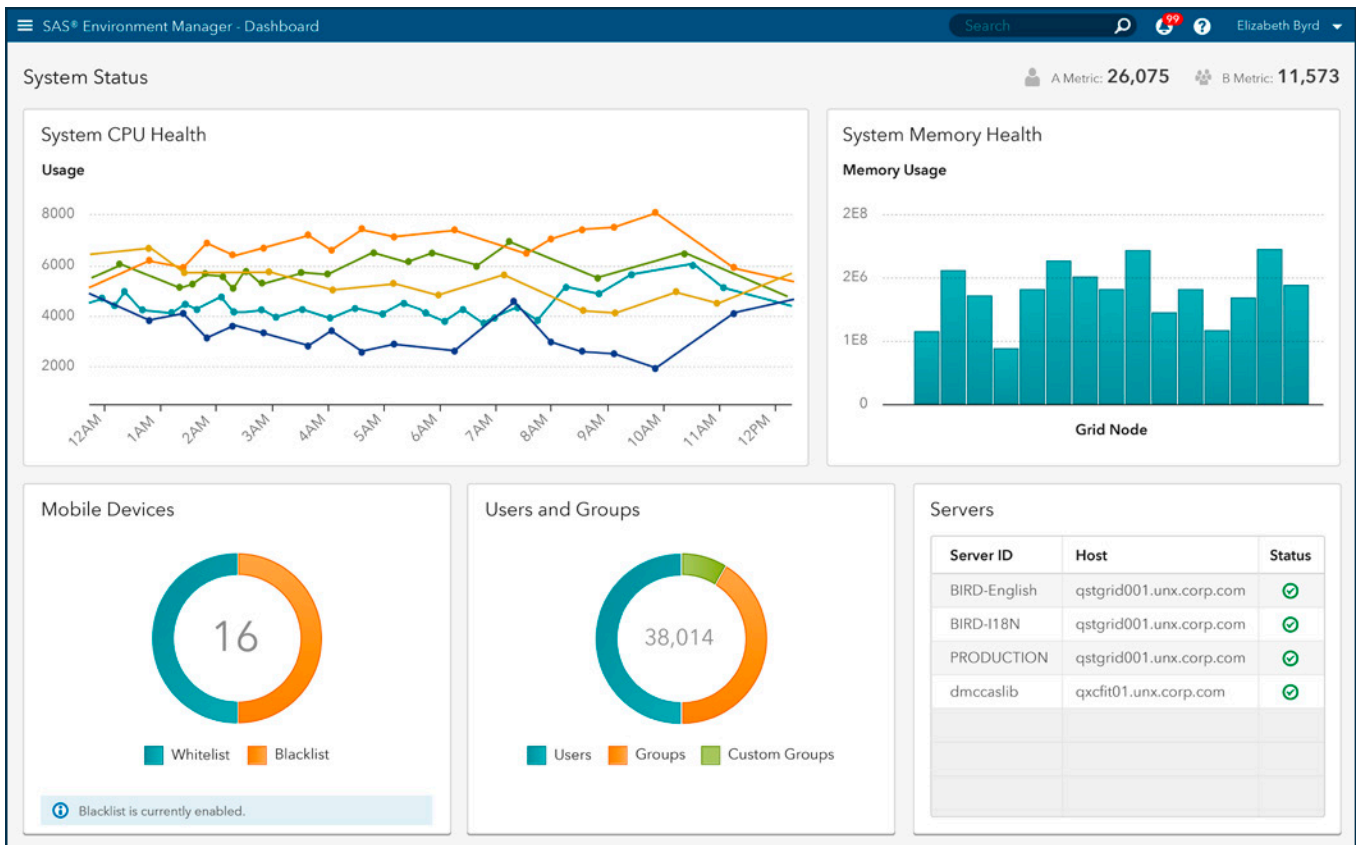 SAS® Environment Manager - Dashboard
Search
99
?
Elizabeth Byrd
System Status
A Metric: 26,075
B Metric: 11,573
System CPU Health
Usage
8000
6000
4000
2000
12AM 1AM 2AM 3AM 4AM 5AM 6AM 7AM 8AM 9AM 10AM 11AM 12PM
System Memory Health
Memory Usage
2E8
2E6
1E8
0
Grid Node
Mobile Devices
16
Whitelist Blacklist
Blacklist is currently enabled.
Users and Groups
38,014
Users Groups Custom Groups
Servers
Server ID Host Status
BIRD-English qstgrid001.unx.corp.com
BIRD-I18N qstgrid001.unx.corp.com
PRODUCTION qstgrid001.unx.corp.com
dmccaslib qxcfit01.unx.corp.com